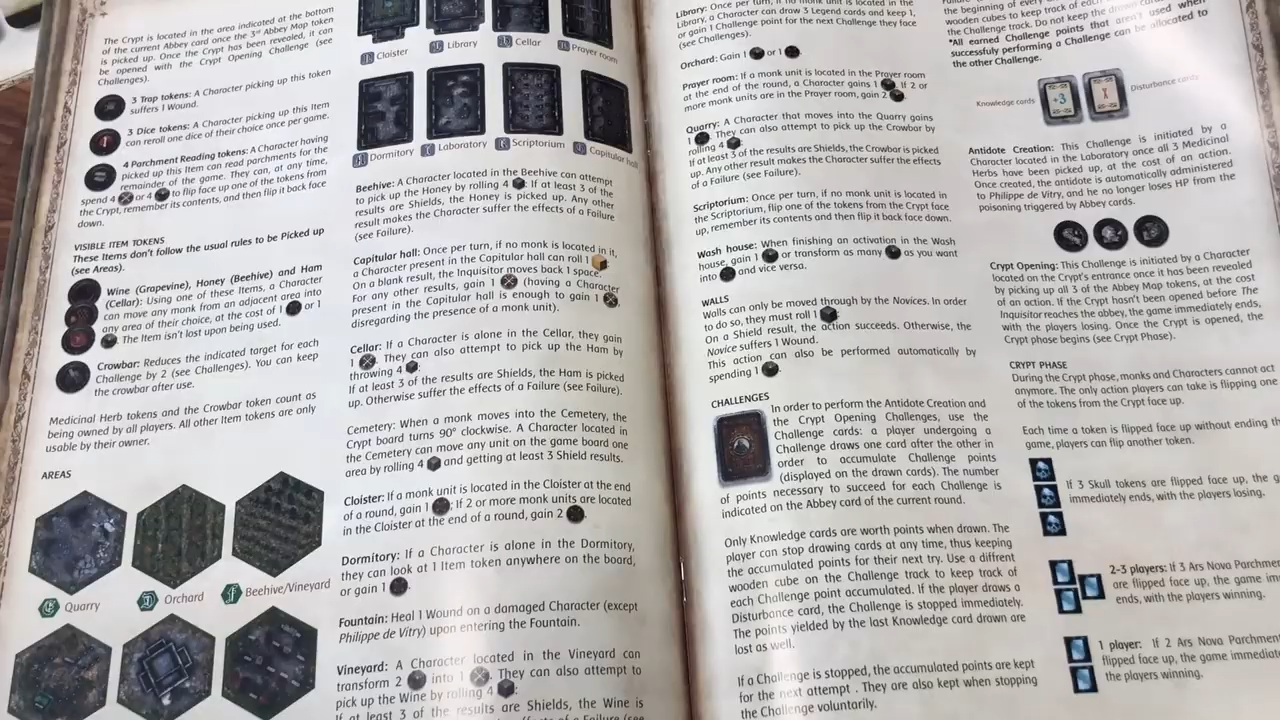 The Crypt is located in the area indicated at the bottom
of the current Abbey card once the 3rd Abbey Map token
is picked up. Once the Crypt has been revealed, it can
be opened with the Crypt Opening Challenge (see
Challenges).
3 Trap tokens: A Character picking up this token
suffers 1 Wound.
3 Dice tokens: A Character picking up this Item
can reroll one dice of their choice once per game.
4 Parchment Reading tokens: A Character having
picked up this Item can read parchments for the
remainder of the game. They can, at any time,
spend 4 or 4 to flip face up one of the tokens from
the Crypt, remember its contents, and then flip it back face
down.
VISIBLE ITEM TOKENS
These Items don't follow the usual rules to be Picked up
(see Areas).
Wine (Grapevine), Honey (Beehive) and Ham
(Cellar): Using one of these Items, a Character
can move any monk from an adjacent area into
any area of their choice, at the cost of 1 or 1
. The Item isn't lost upon being used.
Crowbar: Reduces the indicated target for each
Challenge by 2 (see Challenges). You can keep
the crowbar after use.
Medicinal Herb tokens and the Crowbar token count as
being owned by all players. All other Item tokens are only
usable by their owner.
AREAS
Quarry
Orchard
Beehive/Vineyard
Cloister
Library
Cellar
Prayer room
Dormitory
Laboratory
Scriptorium
Capitular hall
Beehive: A Character located in the Beehive can attempt
to pick up the Honey by rolling 4 . If at least 3 of the
results are Shields, the Honey is picked up. Any other
result makes the Character suffer the effects of a Failure
(see Failure).
Capitular hall: Once per turn, if no monk is located in it,
a Character present in the Capitular hall can roll 1 .
On a blank result, the Inquisitor moves back 1 space.
For any other results, gain 1 (having a Character
present in the Capitular hall is enough to gain 1 ,
disregarding the presence of a monk unit).
Cellar: If a Character is alone in the Cellar, they gain
1 . They can also attempt to pick up the Ham by
throwing 4 .
If at least 3 of the results are Shields, the Ham is picked
up. Otherwise suffer the effects of a Failure (see Failure).
Cemetery: When a monk moves into the Cemetery, the
Crypt board turns 90° clockwise. A Character located in
the Cemetery can move any unit on the game board one
area by rolling 4 and getting at least 3 Shield results.
Cloister: If a monk unit is located in the Cloister at the end
of a round, gain 1 ; If 2 or more monk units are located
in the Cloister at the end of a round, gain 2 .
Dormitory: If a Character is alone in the Dormitory,
they can look at 1 Item token anywhere on the board,
or gain 1 .
Fountain: Heal 1 Wound on a damaged Character (except
Philippe de Vitry) upon entering the Fountain.
Vineyard: A Character located in the Vineyard can
transform 2 into 1 . They can also attempt to
pick up the Wine by rolling 4 .
If at least 3 of the results are Shields, the Wine is
Library, a Character can draw 3 Legend cards and keep 1,
or gain 1 Challenge point for the next Challenge they face
(see Challenges).
Orchard: Gain 1 or 1 .
Prayer room: If a monk unit is located in the Prayer room
at the end of the round, a Character gains 1 . If 2 or
more monk units are in the Prayer room, gain 2 .
Quarry: A Character that moves into the Quarry gains
1 . They can also attempt to pick up the Crowbar by
rolling 4 .
If at least 3 of the results are Shields, the Crowbar is picked
up. Any other result makes the Character suffer the effects
of a Failure (see Failure).
Scriptorium: Once per turn, if no monk unit is located in
the Scriptorium, flip one of the tokens from the Crypt face
up, remember its contents and then flip it back face down.
Wash house: When finishing an activation in the Wash
house, gain 1 or transform as many as you want
into and vice versa.
WALLS
Walls can only be moved through by the Novices. In order
to do so, they must roll 1 .
On a Shield result, the action succeeds. Otherwise, the
Novice suffers 1 Wound.
This action can also be performed automatically by
spending 1 .
CHALLENGES
In order to perform the Antidote Creation and
the Crypt Opening Challenges, use the
Challenge cards: a player undergoing a
Challenge draws one card after the other in
order to accumulate Challenge points
(displayed on the drawn cards). The number
of points necessary to succeed for each Challenge is
indicated on the Abbey card of the current round.
Only Knowledge cards are worth points when drawn. The
player can stop drawing cards at any time, thus keeping
the accumulated points for their next try. Use a diffrent
wooden cube on the Challenge track to keep track of
each Challenge point accumulated. If the player draws a
Disturbance card, the Challenge is stopped immediately.
The points yielded by the last Knowledge card drawn are
lost as well.
If a Challenge is stopped, the accumulated points are kept
for the next attempt . They are also kept when stopping
the Challenge voluntarily.
the beginning of every
wooden cubes to keep track of each
the Challenge track. Do not keep the drawn cards.
*All earned Challenge points that aren't used when
successfuly performing a Challenge can be allocated to
the other Challenge.
Knowledge cards
+3
Disturbance cards
Antidote Creation: This Challenge is initiated by a
Character located in the Laboratory once all 3 Medicinal
Herbs have been picked up, at the cost of an action.
Once created, the antidote is automatically administered
to Philippe de Vitry, and he no longer loses HP from the
poisoning triggered by Abbey cards.
Crypt Opening: This Challenge is initiated by a Character
located on the Crypt's entrance once it has been revealed
by picking up all 3 of the Abbey Map tokens, at the cost
of an action. If the Crypt hasn't been opened before The
Inquisitor reaches the abbey, the game immediately ends,
with the players losing. Once the Crypt is opened, the
Crypt phase begins (see Crypt Phase).
CRYPT PHASE
During the Crypt phase, monks and Characters cannot act
anymore. The only action players can take is flipping one
of the tokens from the Crypt face up.
Each time a token is flipped face up without ending the
game, players can flip another token.
If 3 Skull tokens are flipped face up, the g
immediately ends, with the players losing.
2-3 players: If 3 Ars Nova Parchment
are flipped face up, the game im
ends, with the players winning.
1 player: If 2 Ars Nova Parchment
flipped face up, the game immediate
the players winning.